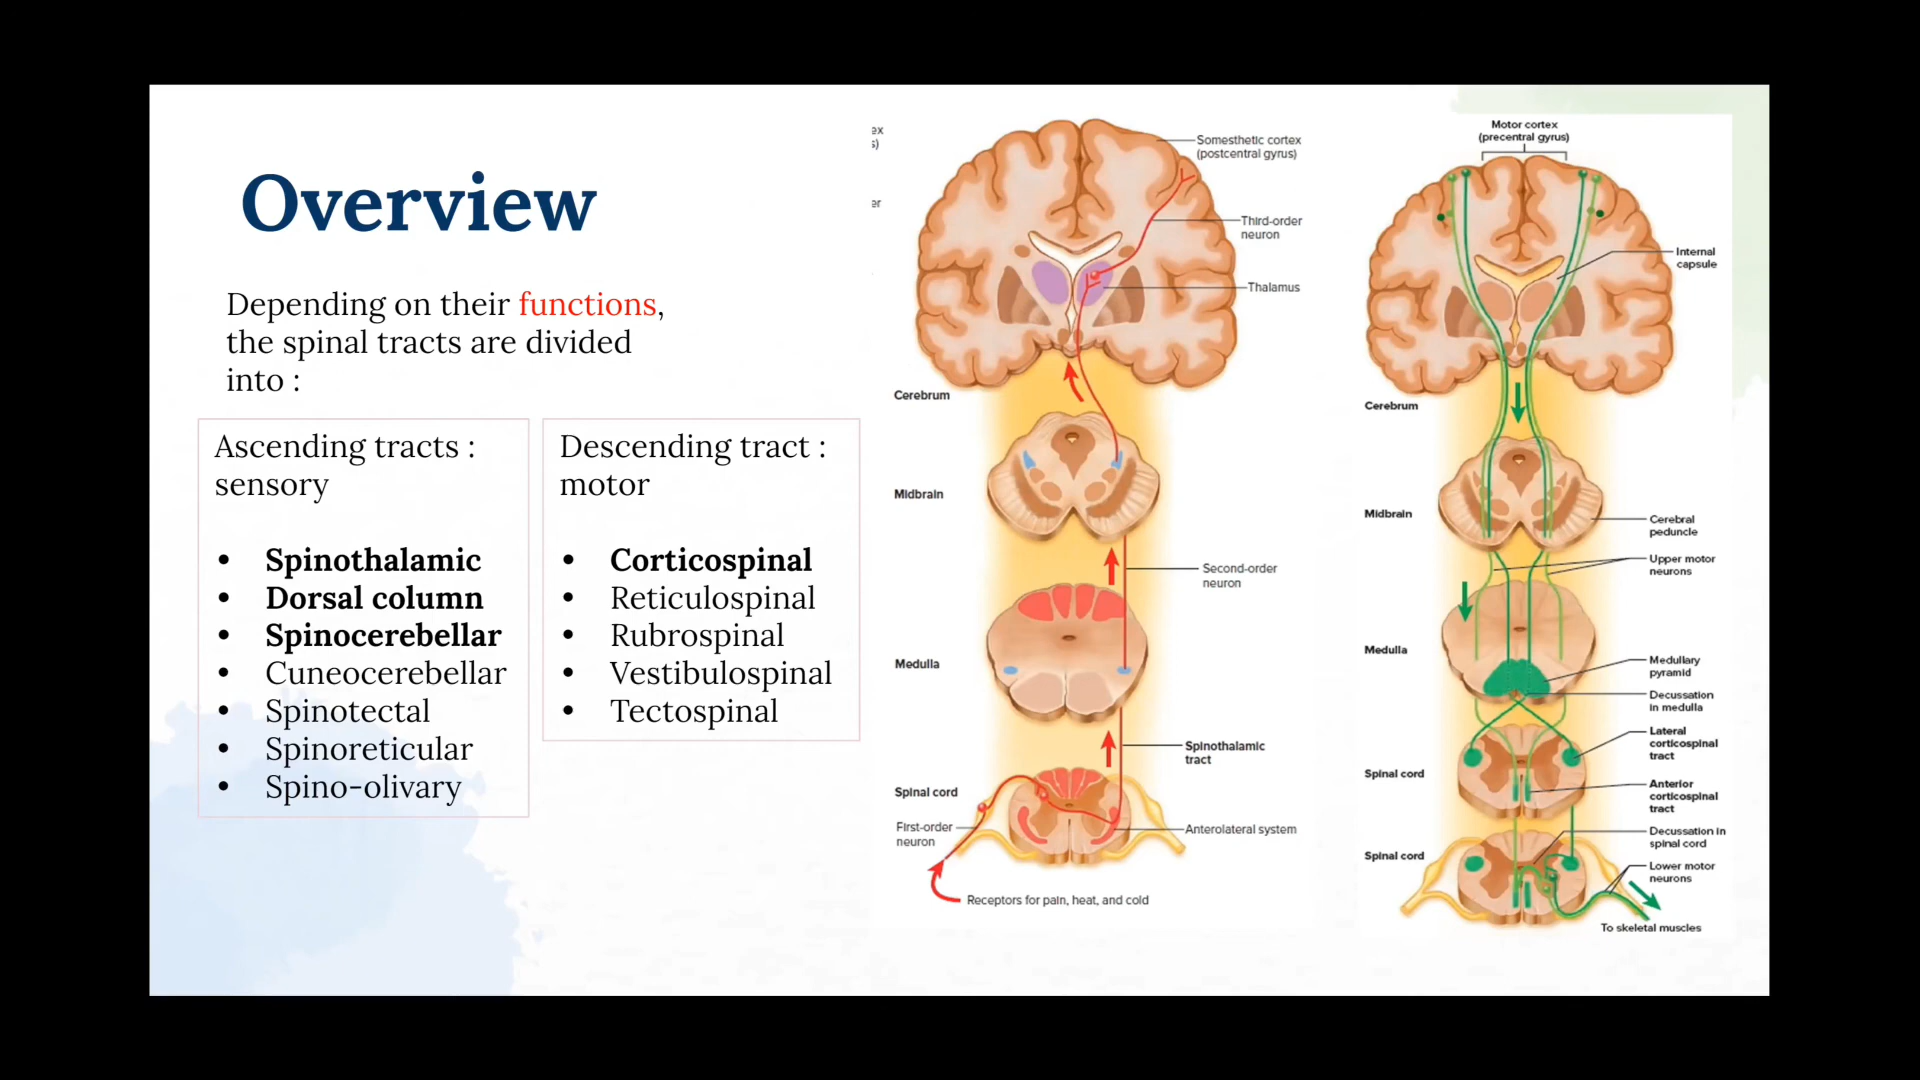 Overview
Depending on their functions,
the spinal tracts are divided
into :
Ascending tracts :
sensory
• Spinothalamic
• Dorsal column
• Spinocerebellar
• Cuneocerebellar
• Spinotectal
• Spinoreticular
• Spino-olivary
Descending tract :
motor
• Corticospinal
• Reticulospinal
• Rubrospinal
• Vestibulospinal
• Tectospinal
ex
s)
er
Somesthetic cortex
(postcentral gyrus)
Third-order
neuron
Thalamus
Cerebrum
Midbrain
Second-order
neuron
Medulla
Spinothalamic
tract
Spinal cord
First-order
neuron
Anterolateral system
Receptors for pain, heat, and cold
Motor cortex
(precentral gyrus)
Internal
capsule
Cerebrum
Midbrain
Cerebral
peduncle
Upper motor
neurons
Medulla
Medullary
pyramid
Decussation
in medulla
Lateral
corticospinal
tract
Spinal cord
Anterior
corticospinal
tract
Decussation in
spinal cord
Spinal cord
Lower motor
neurons
To skeletal muscles